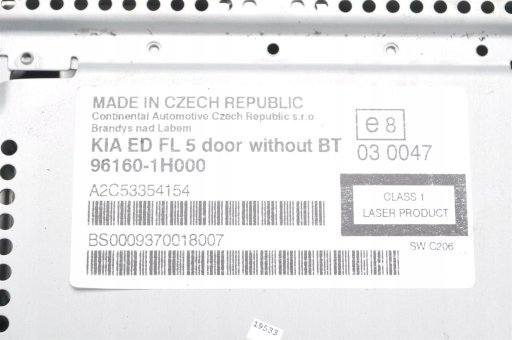 MADE IN CZECH REPUBLIC
Continental Automotive Czech Republic s.r.o
Brandys nad Labem
KIA ED FL 5 door without BT
96160-1H000
A2C53354154
BS0009370018007
e8
03 0047
CLASS 1
LASER PRODUCT
SW C206
19533